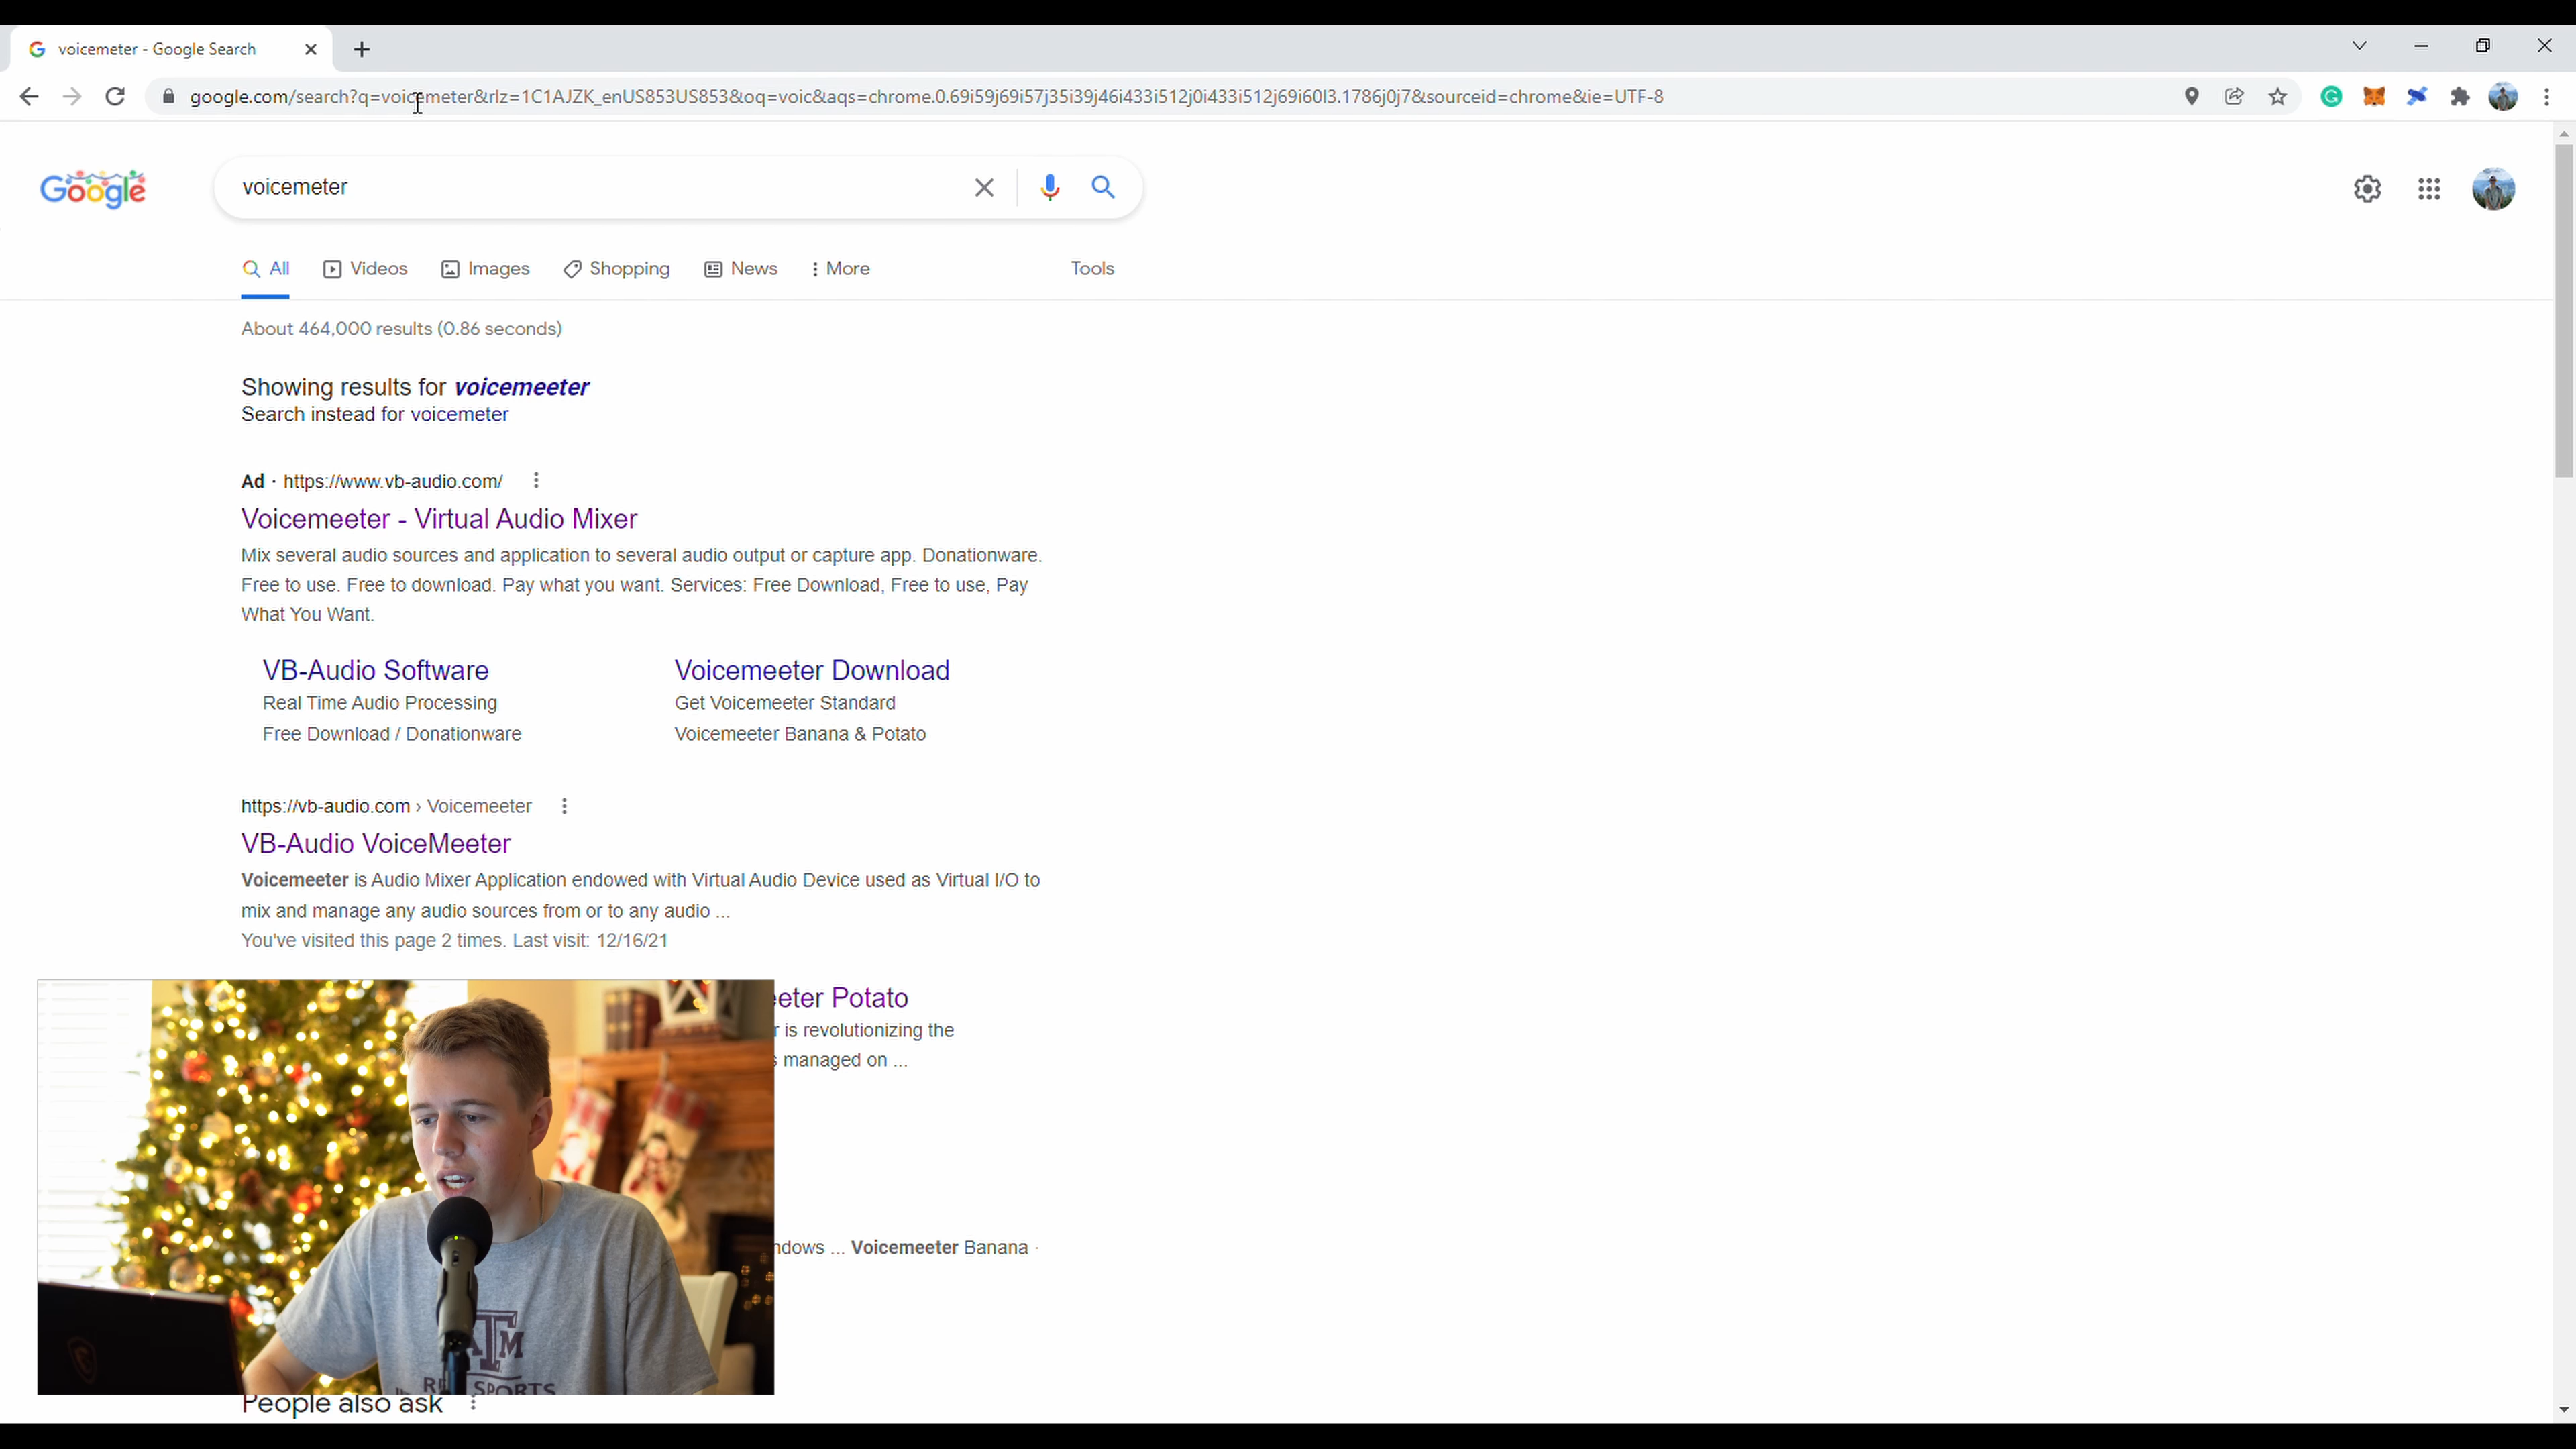 voicemeter - Google Search
google.com/search?q=voicemeter&rlz=1C1AJZK_enUS853US853&oq=voic&aqs=chrome.0.69i59j69i57j35i39j46i433i512j0i433i512j69i60l3.1786j0j7&sourceid=chrome&ie=UTF-8
Google
voicemeter
All Videos Images Shopping News More Tools
About 464,000 results (0.86 seconds)
Showing results for voicemeeter
Search instead for voicemeter
Ad · https://www.vb-audio.com/
Voicemeeter - Virtual Audio Mixer
Mix several audio sources and application to several audio output or capture app. Donationware.
Free to use. Free to download. Pay what you want. Services: Free Download, Free to use, Pay
What You Want.
VB-Audio Software
Real Time Audio Processing
Free Download / Donationware
Voicemeeter Download
Get Voicemeeter Standard
Voicemeeter Banana & Potato
https://vb-audio.com › Voicemeeter
VB-Audio VoiceMeeter
Voicemeeter is Audio Mixer Application endowed with Virtual Audio Device used as Virtual I/O to
mix and manage any audio sources from or to any audio ...
You've visited this page 2 times. Last visit: 12/16/21
eter Potato
r is revolutionizing the
managed on ...
ndows ... Voicemeeter Banana ·
ATM
SPORTS
People also ask